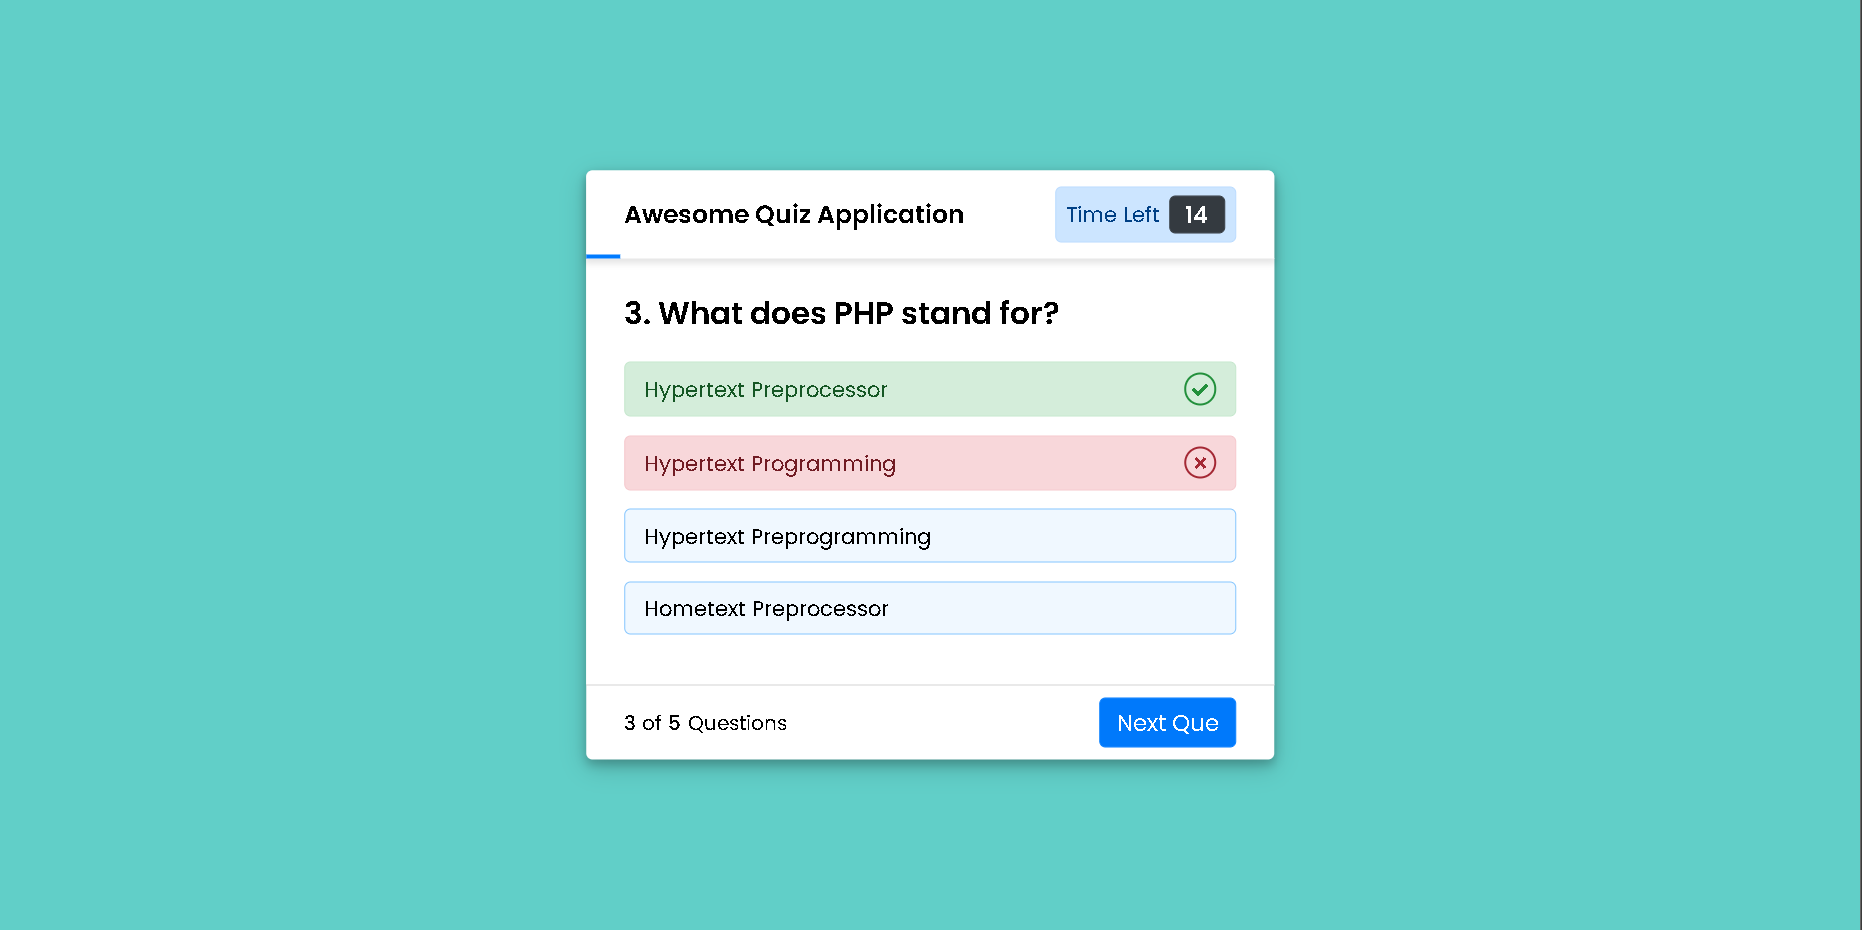 Awesome Quiz Application
Time Left 14
3. What does PHP stand for?
Hypertext Preprocessor
Hypertext Programming
Hypertext Preprogramming
Hometext Preprocessor
3 of 5 Questions
Next Que